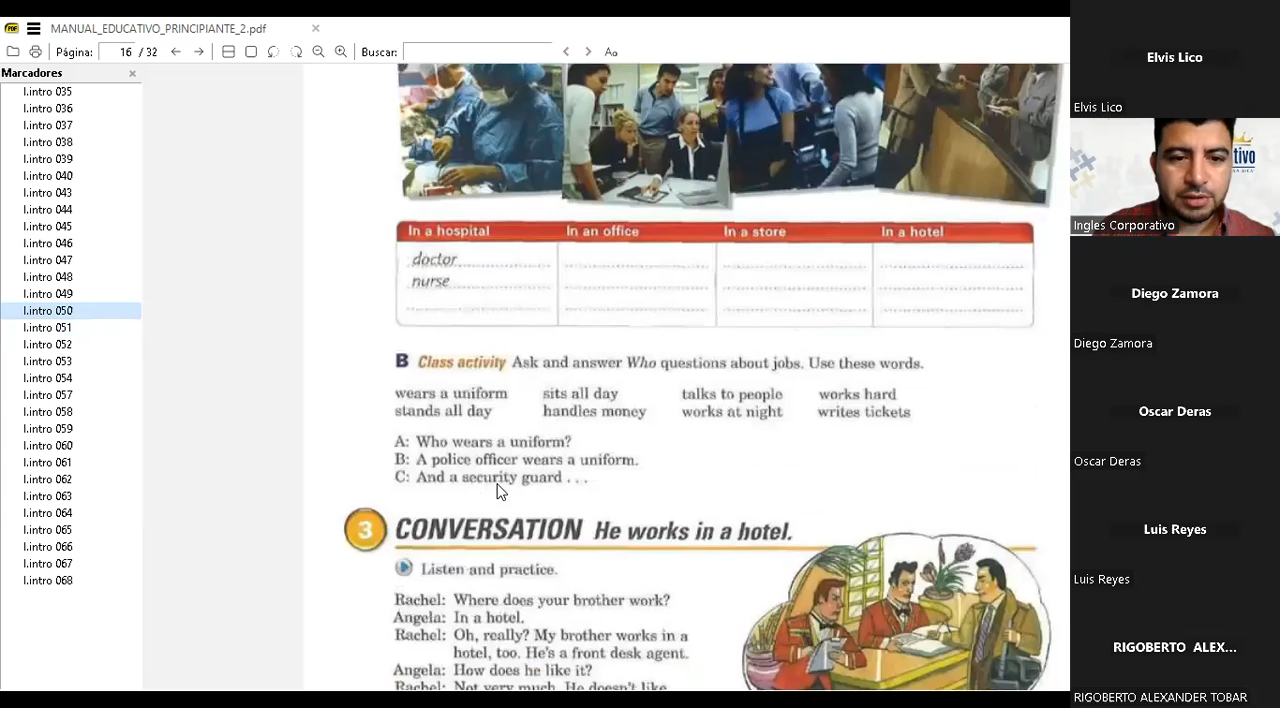 MANUAL_EDUCATIVO_PRINCIPIANTE_2.pdf
Página: 16 / 32 Buscar: Aa
Marcadores
I.intro 035
I.intro 036
I.intro 037
I.intro 038
I.intro 039
I.intro 040
I.intro 043
I.intro 044
I.intro 045
I.intro 046
I.intro 047
I.intro 048
I.intro 049
I.intro 050
I.intro 051
I.intro 052
I.intro 053
I.intro 054
I.intro 057
I.intro 058
I.intro 059
I.intro 060
I.intro 061
I.intro 062
I.intro 063
I.intro 064
I.intro 065
I.intro 066
I.intro 067
I.intro 068
In a hospital In an office In a store In a hotel
doctor
nurse
B Class activity Ask and answer Who questions about jobs. Use these words.
wears a uniform sits all day talks to people works hard
stands all day handles money works at night writes tickets
A: Who wears a uniform?
B: A police officer wears a uniform.
C: And a security guard . . .
3 CONVERSATION He works in a hotel.
Listen and practice.
Rachel: Where does your brother work?
Angela: In a hotel.
Rachel: Oh, really? My brother works in a
hotel, too. He's a front desk agent.
Angela: How does he like it?
Rachel: Not very much. He doesn't like
Elvis Lico
Elvis Lico
tivo
Ingles Corporativo
Diego Zamora
Diego Zamora
Oscar Deras
Oscar Deras
Luis Reyes
Luis Reyes
RIGOBERTO ALEX...
RIGOBERTO ALEXANDER TOBAR